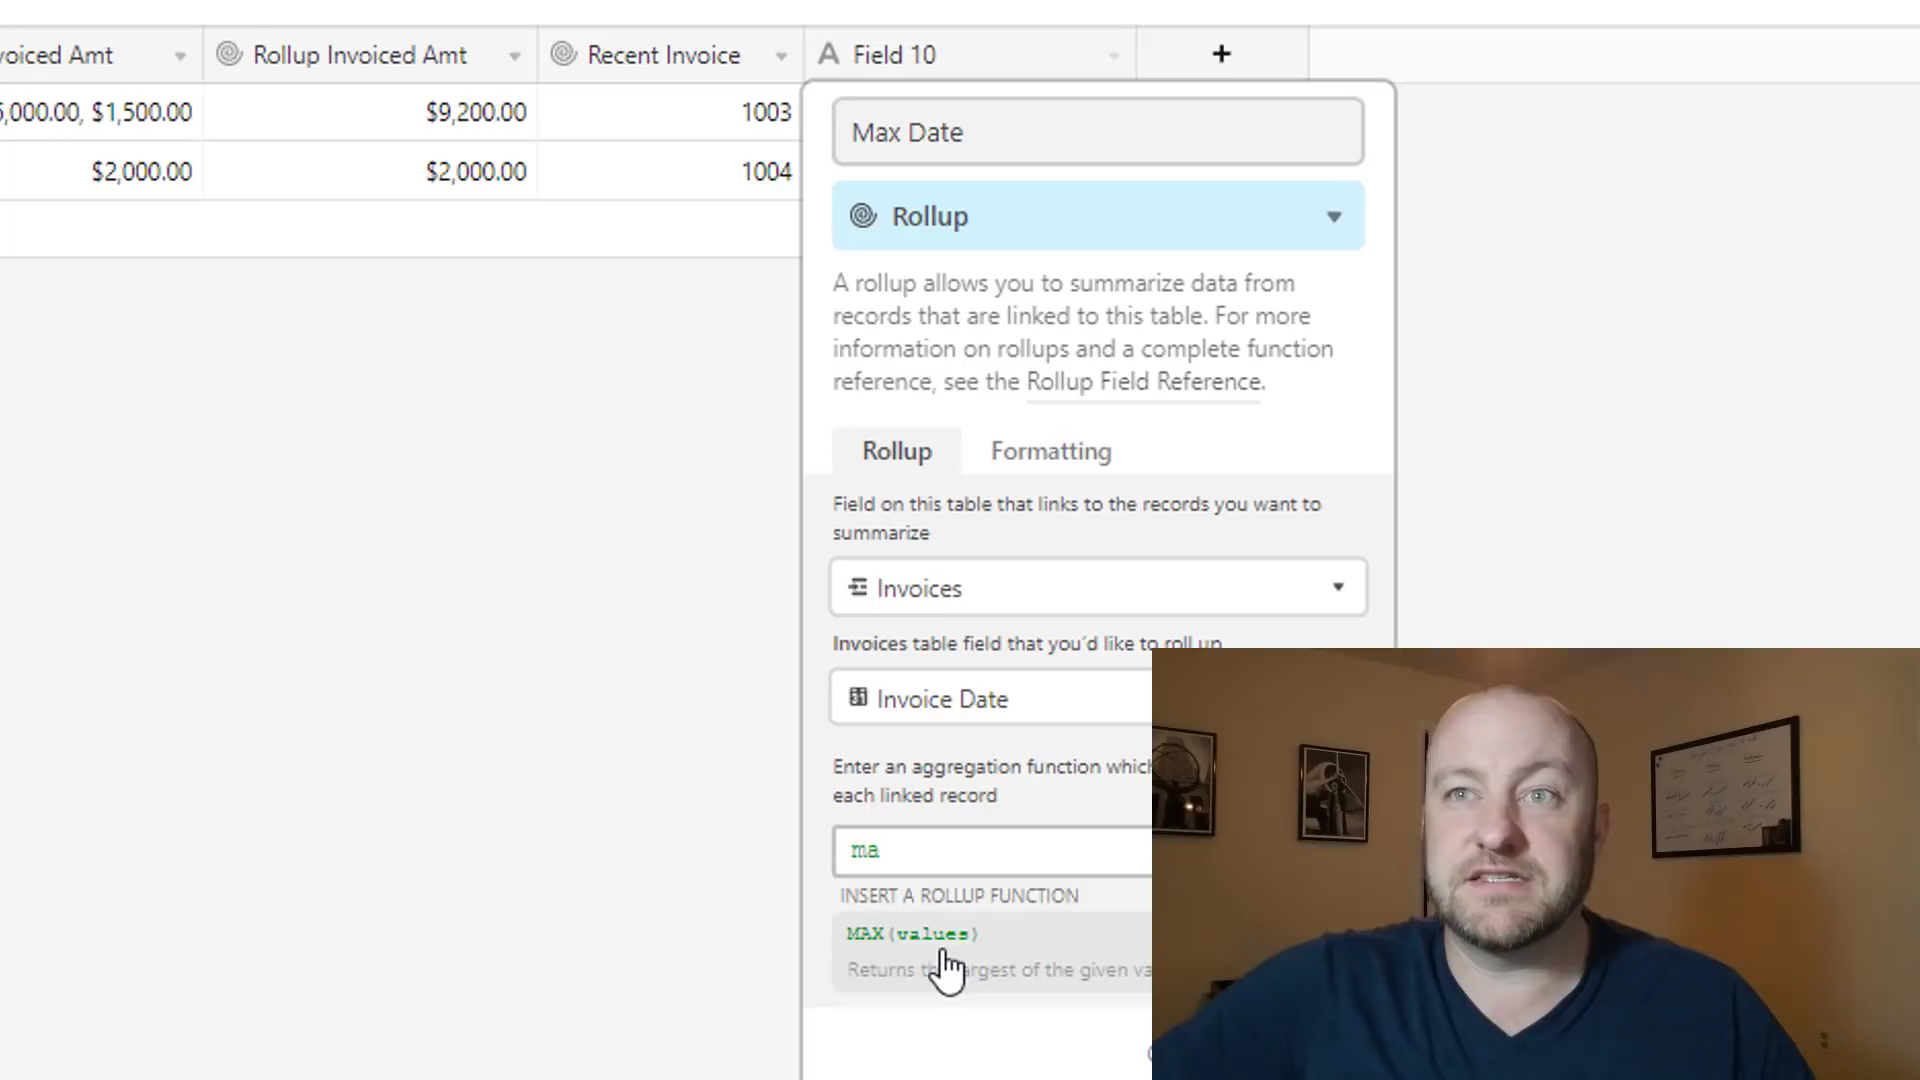 voiced Amt
Rollup Invoiced Amt
Recent Invoice
A Field 10
+
,000.00, $1,500.00
$9,200.00
1003
$2,000.00
$2,000.00
1004
Max Date
Rollup
A rollup allows you to summarize data from
records that are linked to this table. For more
information on rollups and a complete function
reference, see the Rollup Field Reference.
Rollup
Formatting
Field on this table that links to the records you want to
summarize
Invoices
Invoices table field that you'd like to roll up
Invoice Date
Enter an aggregation function which
each linked record
ma
INSERT A ROLLUP FUNCTION
MAX(values)
Returns the largest of the given va